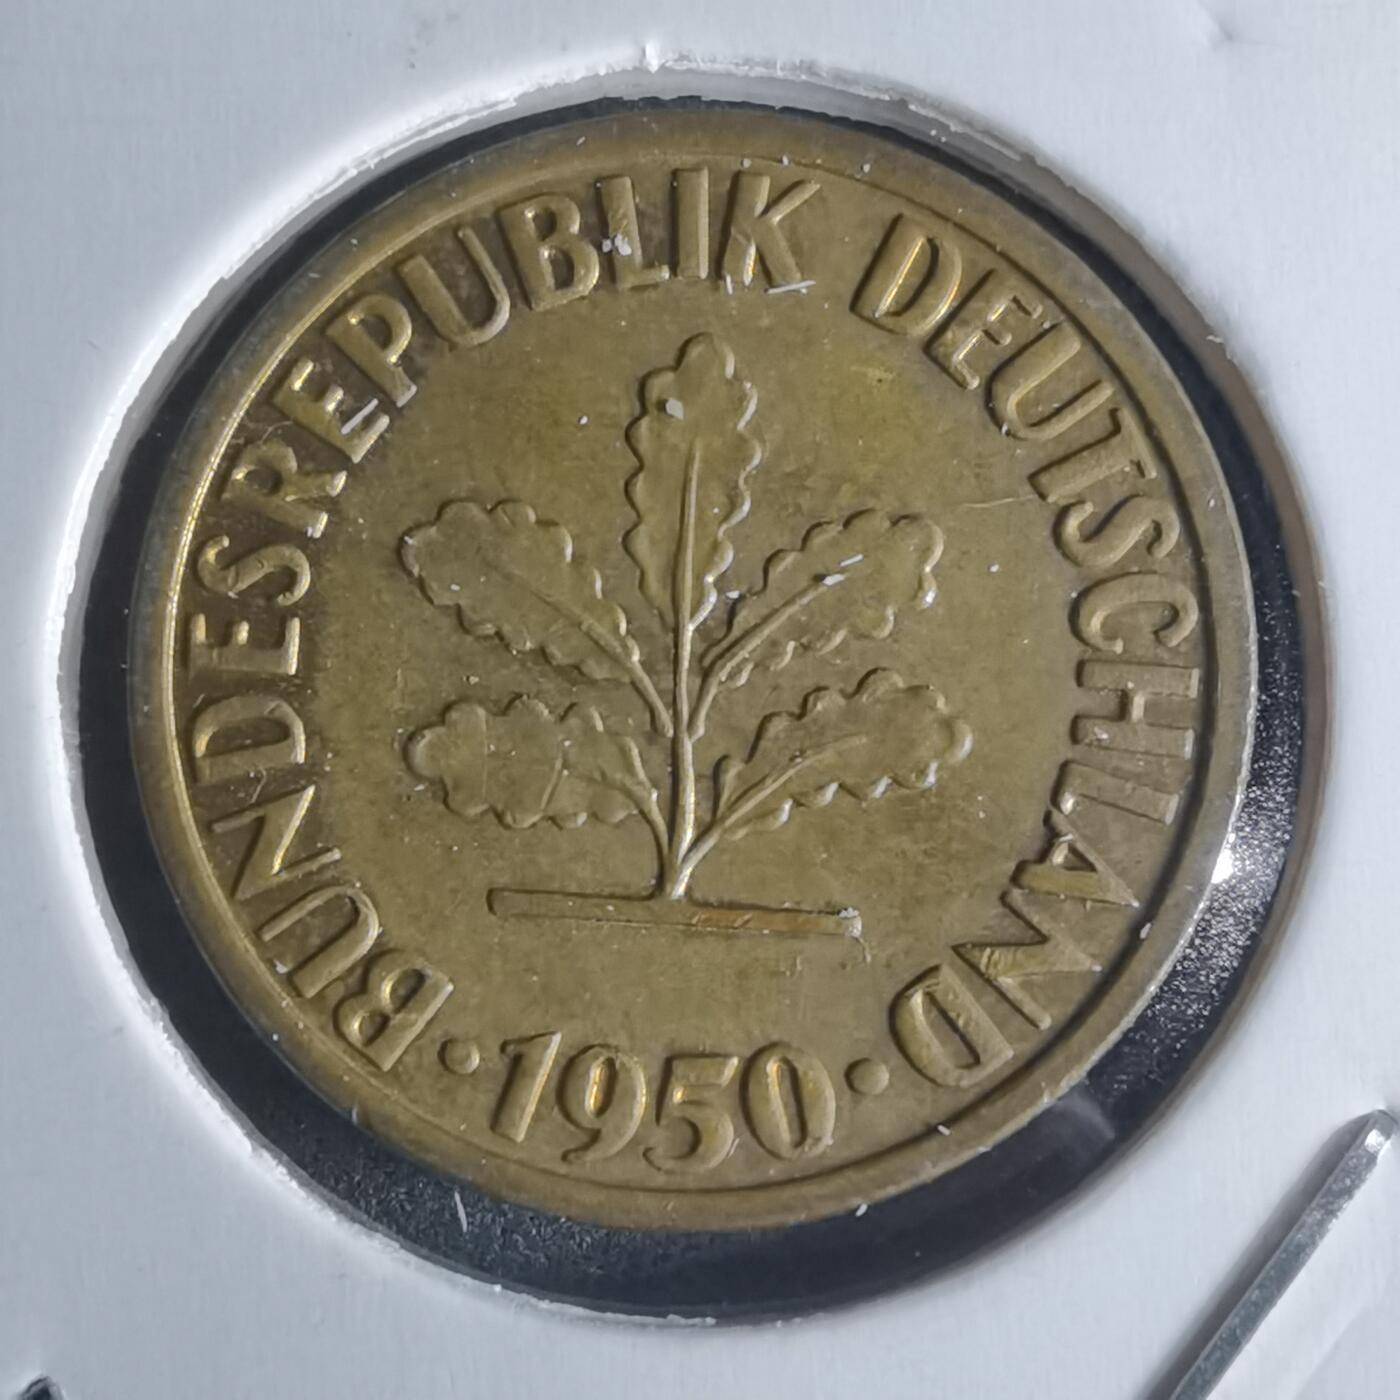 BUNDESREPUBLIK DEUTSCHLAND
· 1950 ·